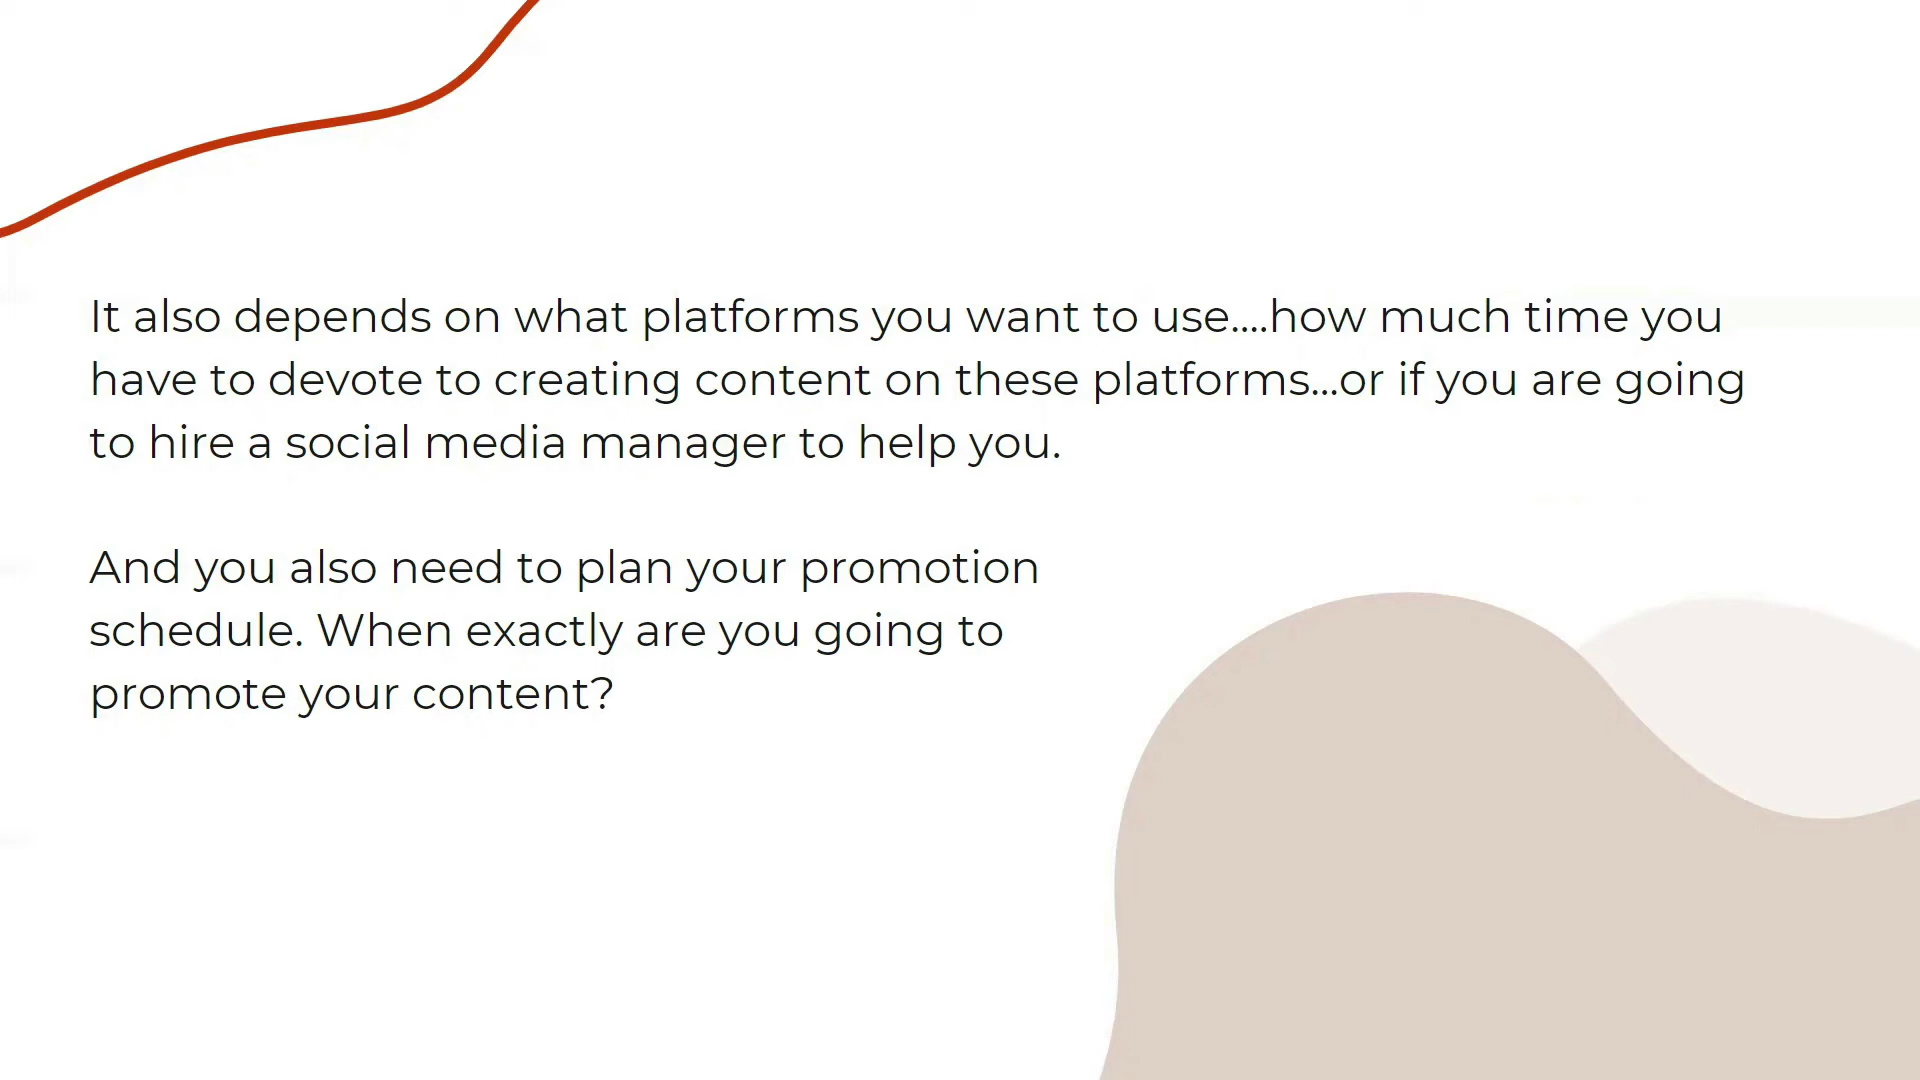 It also depends on what platforms you want to use....how much time you
have to devote to creating content on these platforms...or if you are going
to hire a social media manager to help you.
And you also need to plan your promotion
schedule. When exactly are you going to
promote your content?